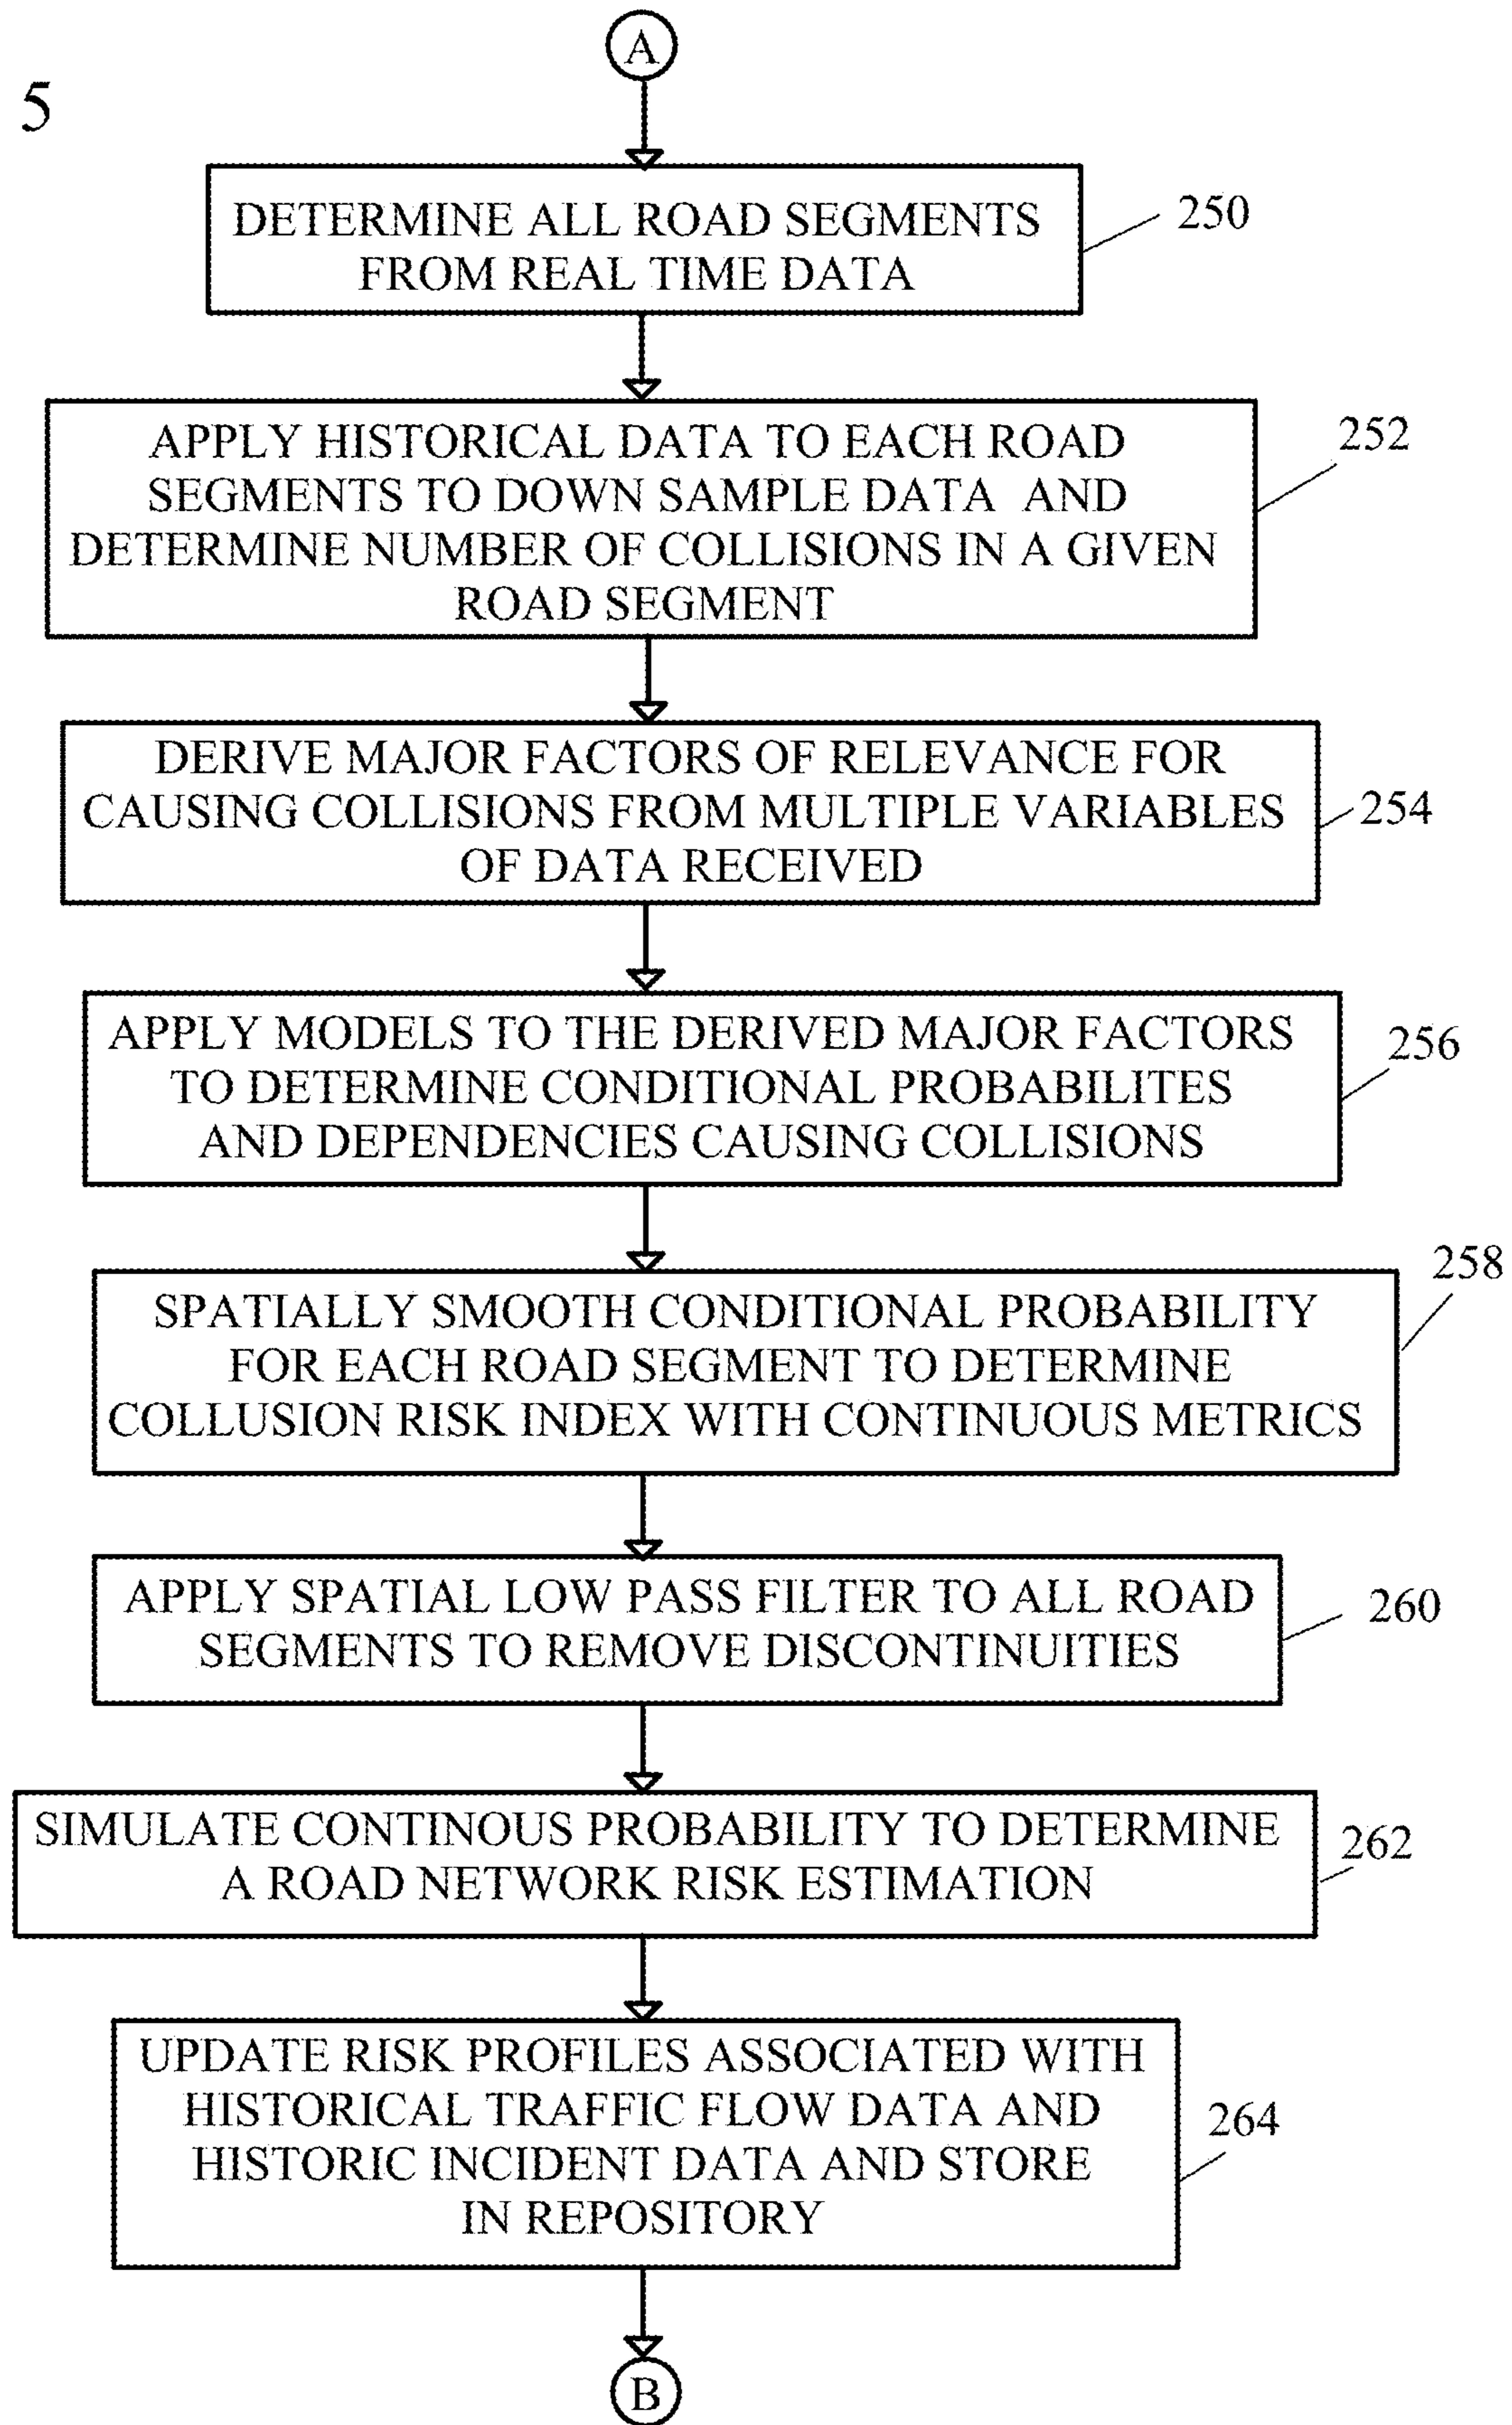 A
5
DETERMINE ALL ROAD SEGMENTS
FROM REAL TIME DATA
250
APPLY HISTORICAL DATA TO EACH ROAD
SEGMENTS TO DOWN SAMPLE DATA AND
DETERMINE NUMBER OF COLLISIONS IN A GIVEN
ROAD SEGMENT
252
DERIVE MAJOR FACTORS OF RELEVANCE FOR
CAUSING COLLISIONS FROM MULTIPLE VARIABLES
OF DATA RECEIVED
254
APPLY MODELS TO THE DERIVED MAJOR FACTORS
TO DETERMINE CONDITIONAL PROBABILITES
AND DEPENDENCIES CAUSING COLLISIONS
256
SPATIALLY SMOOTH CONDITIONAL PROBABILITY
FOR EACH ROAD SEGMENT TO DETERMINE
COLLUSION RISK INDEX WITH CONTINUOUS METRICS
258
APPLY SPATIAL LOW PASS FILTER TO ALL ROAD
SEGMENTS TO REMOVE DISCONTINUITIES
260
SIMULATE CONTINOUS PROBABILITY TO DETERMINE
A ROAD NETWORK RISK ESTIMATION
262
UPDATE RISK PROFILES ASSOCIATED WITH
HISTORICAL TRAFFIC FLOW DATA AND
HISTORIC INCIDENT DATA AND STORE
IN REPOSITORY
264
B